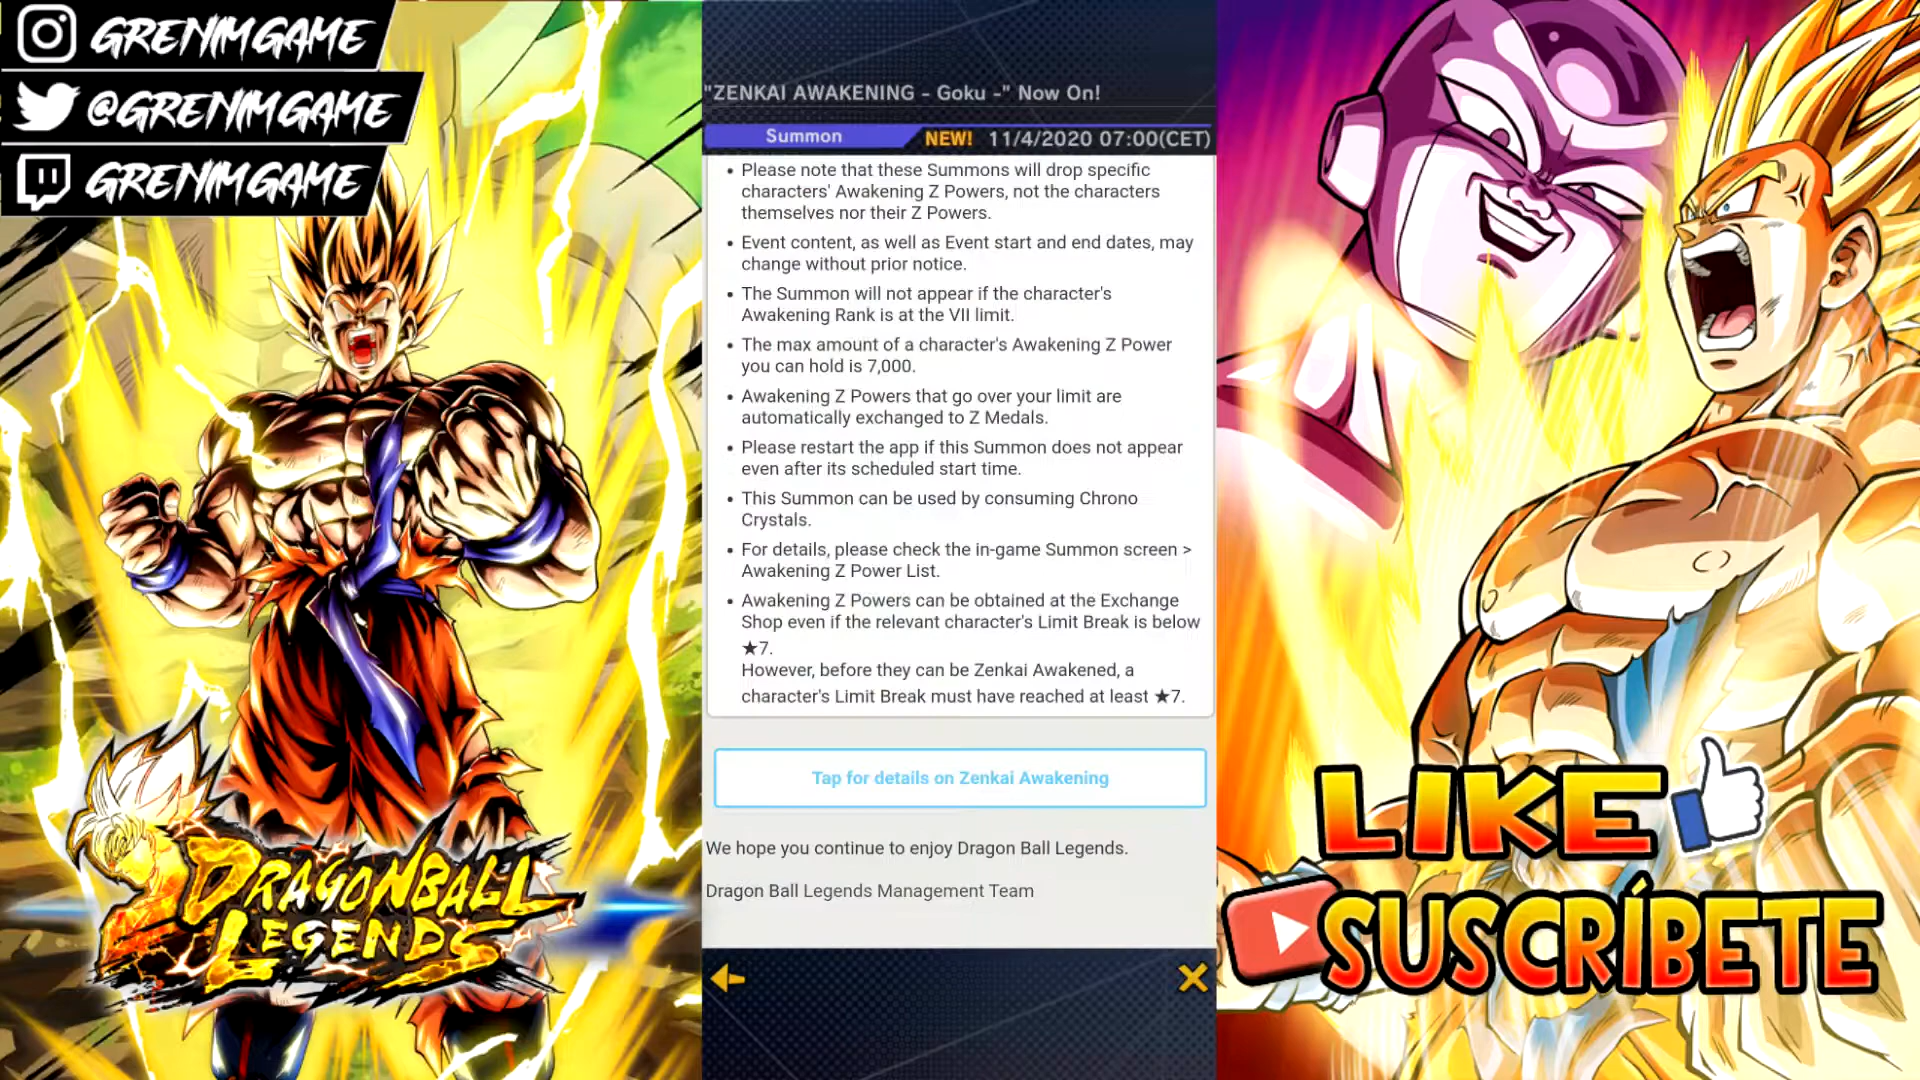 GRENIMGAME
@GRENIMGAME
GRENIMGAME
"ZENKAI AWAKENING - Goku -" Now On!
Summon NEW! 11/4/2020 07:00(CET)
• Please note that these Summons will drop specific
characters' Awakening Z Powers, not the characters
themselves nor their Z Powers.
• Event content, as well as Event start and end dates, may
change without prior notice.
• The Summon will not appear if the character's
Awakening Rank is at the VII limit.
• The max amount of a character's Awakening Z Power
you can hold is 7,000.
• Awakening Z Powers that go over your limit are
automatically exchanged to Z Medals.
• Please restart the app if this Summon does not appear
even after its scheduled start time.
• This Summon can be used by consuming Chrono
Crystals.
• For details, please check the in-game Summon screen >
Awakening Z Power List.
• Awakening Z Powers can be obtained at the Exchange
Shop even if the relevant character's Limit Break is below
★7.
However, before they can be Zenkai Awakened, a
character's Limit Break must have reached at least ★7.
Tap for details on Zenkai Awakening
We hope you continue to enjoy Dragon Ball Legends.
Dragon Ball Legends Management Team
DRAGONBALL
LEGENDS
LIKE
SUSCRÍBETE